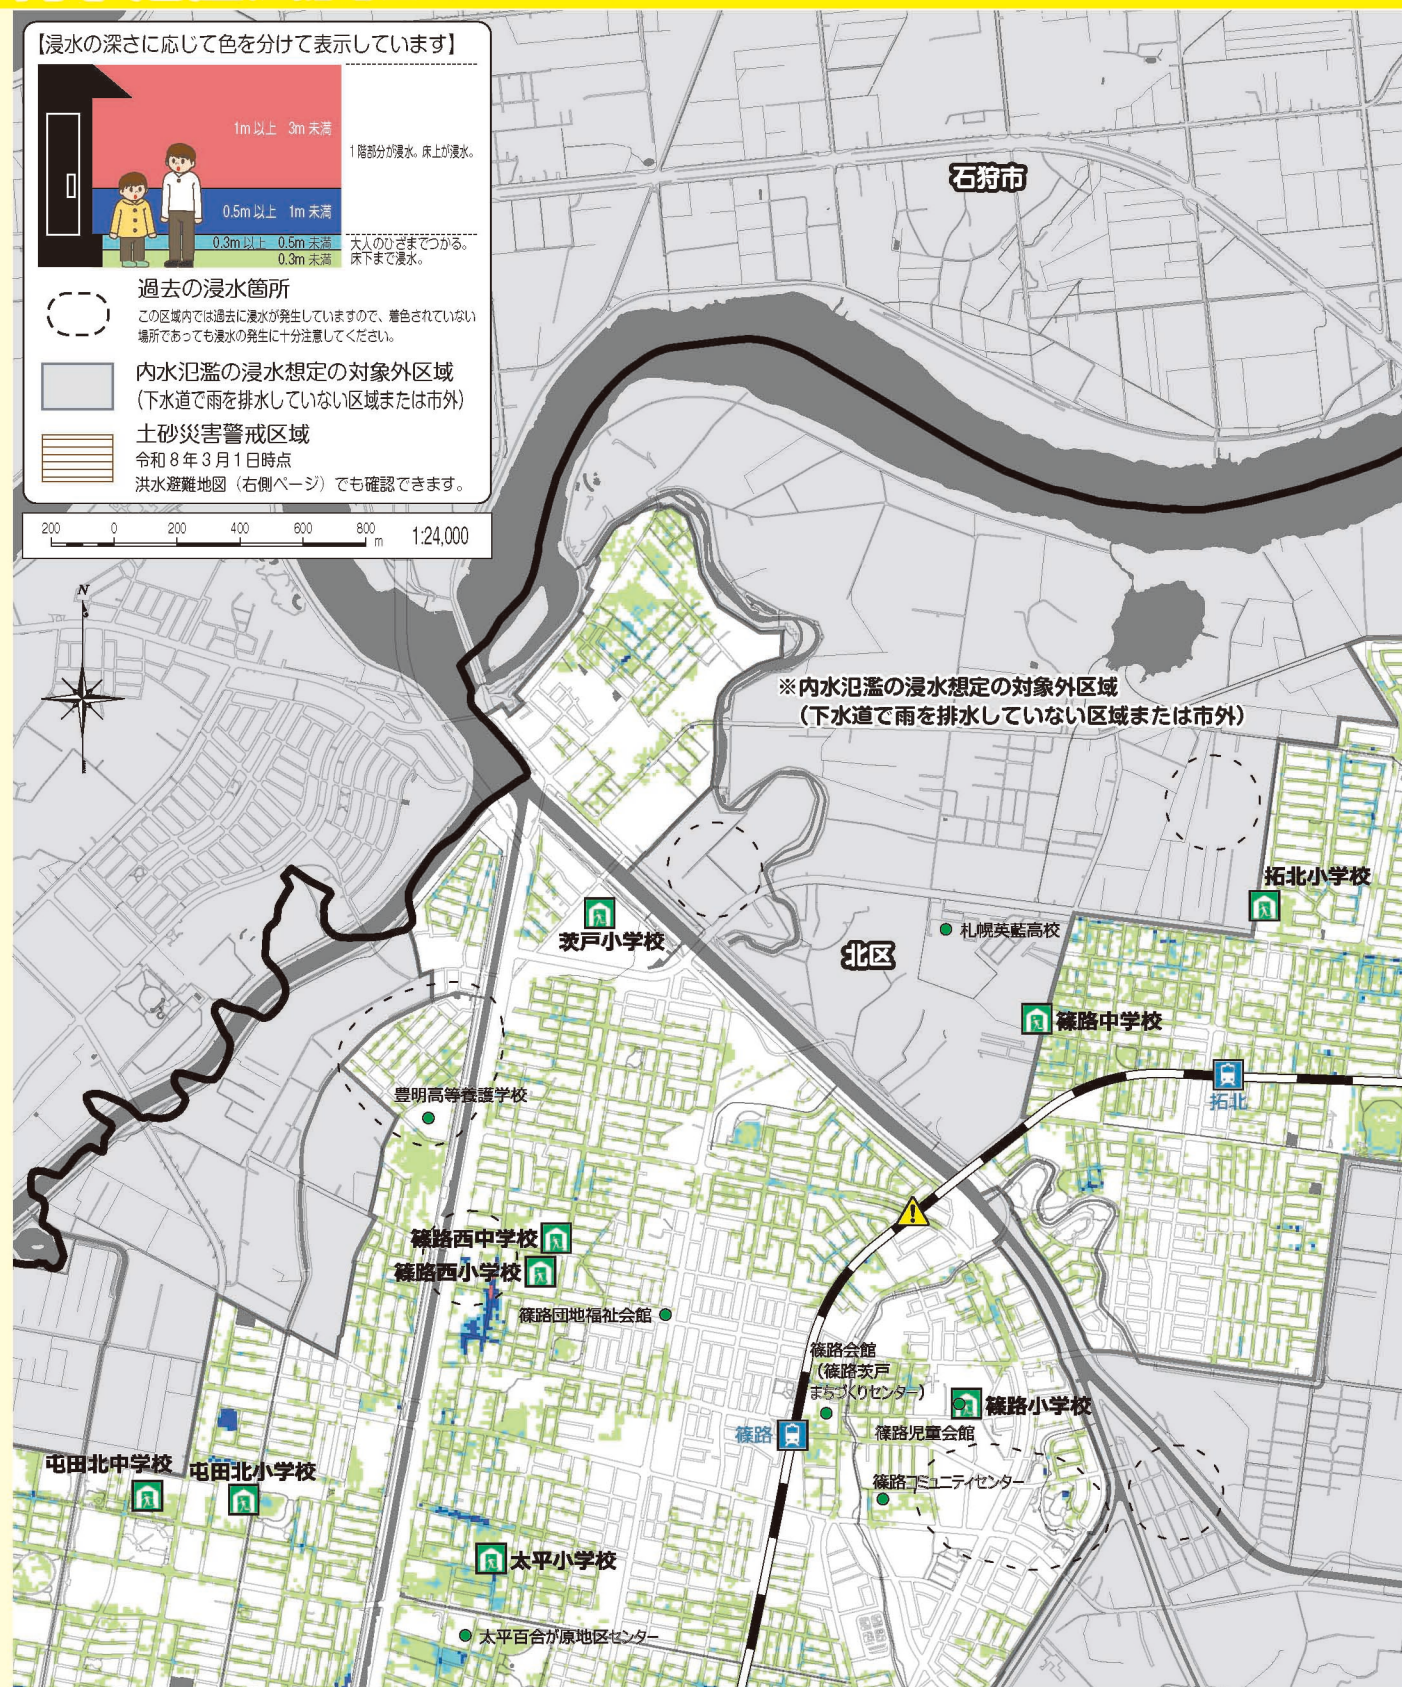 【浸水の深さに応じて色を分けて表示しています】
1m 以上 3m 未満
1階部分が浸水。床上が浸水。
0.5m 以上 1m 未満
0.3m 以上 0.5m 未満
大人のひざまでつかる。
0.3m 未満
床下まで浸水。
過去の浸水箇所
この区域内では過去に浸水が発生していますので、着色されていない
場所であっても浸水の発生に十分注意してください。
内水氾濫の浸水想定の対象外区域
(下水道で雨を排水していない区域または市外)
土砂災害警戒区域
令和8年3月1日時点
洪水避難地図(右側ページ)でも確認できます。
200 0 200 400 600 800 m 1:24,000
N
石狩市
※内水氾濫の浸水想定の対象外区域
(下水道で雨を排水していない区域または市外)
拓北小学校
茨戸小学校
札幌英藍高校
北区
篠路中学校
拓北
豊明高等養護学校
篠路西中学校
篠路西小学校
篠路団地福祉会館
篠路会館
(篠路茨戸
まちづくりセンター)
篠路小学校
篠路
篠路児童会館
屯田北中学校
屯田北小学校
篠路コミュニティセンター
太平小学校
太平百合が原地区センター